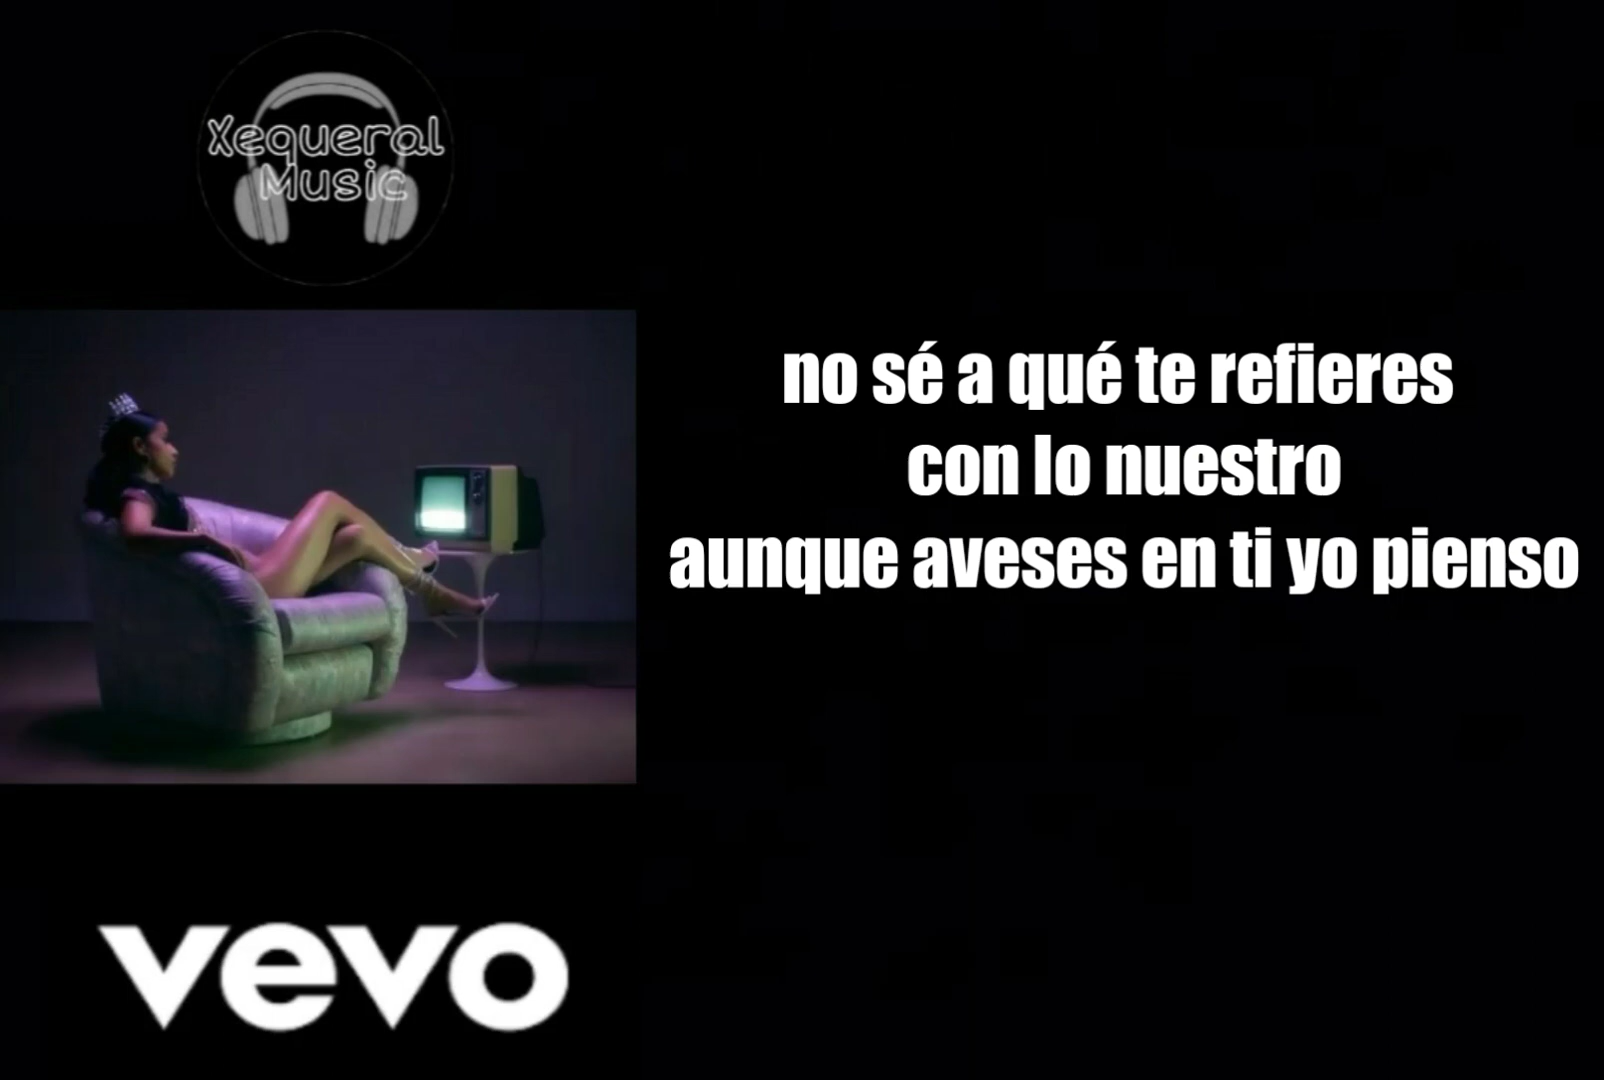 Xequeral
Music
no sé a qué te refieres
con lo nuestro
aunque aveses en ti yo pienso
vevo